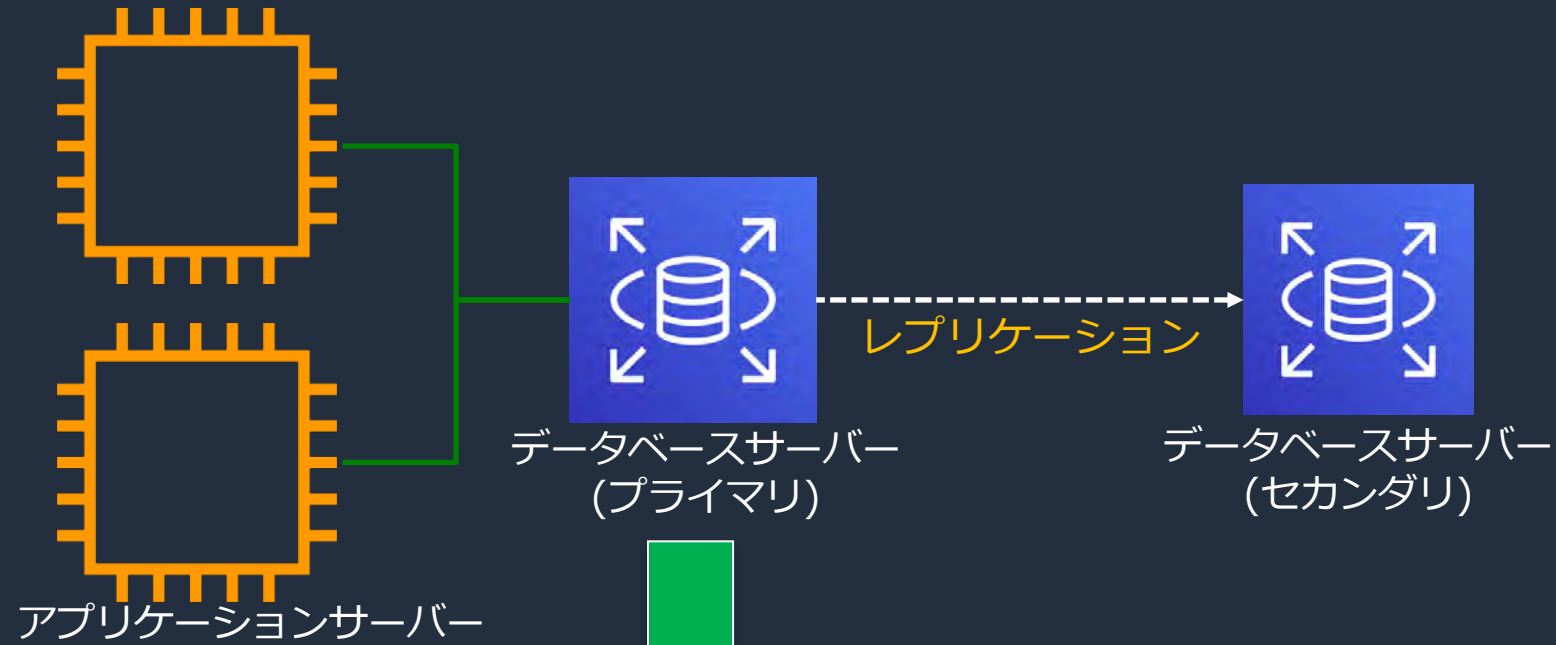 レプリケーション
データベースサーバー
(プライマリ)
データベースサーバー
(セカンダリ)
アプリケーションサーバー